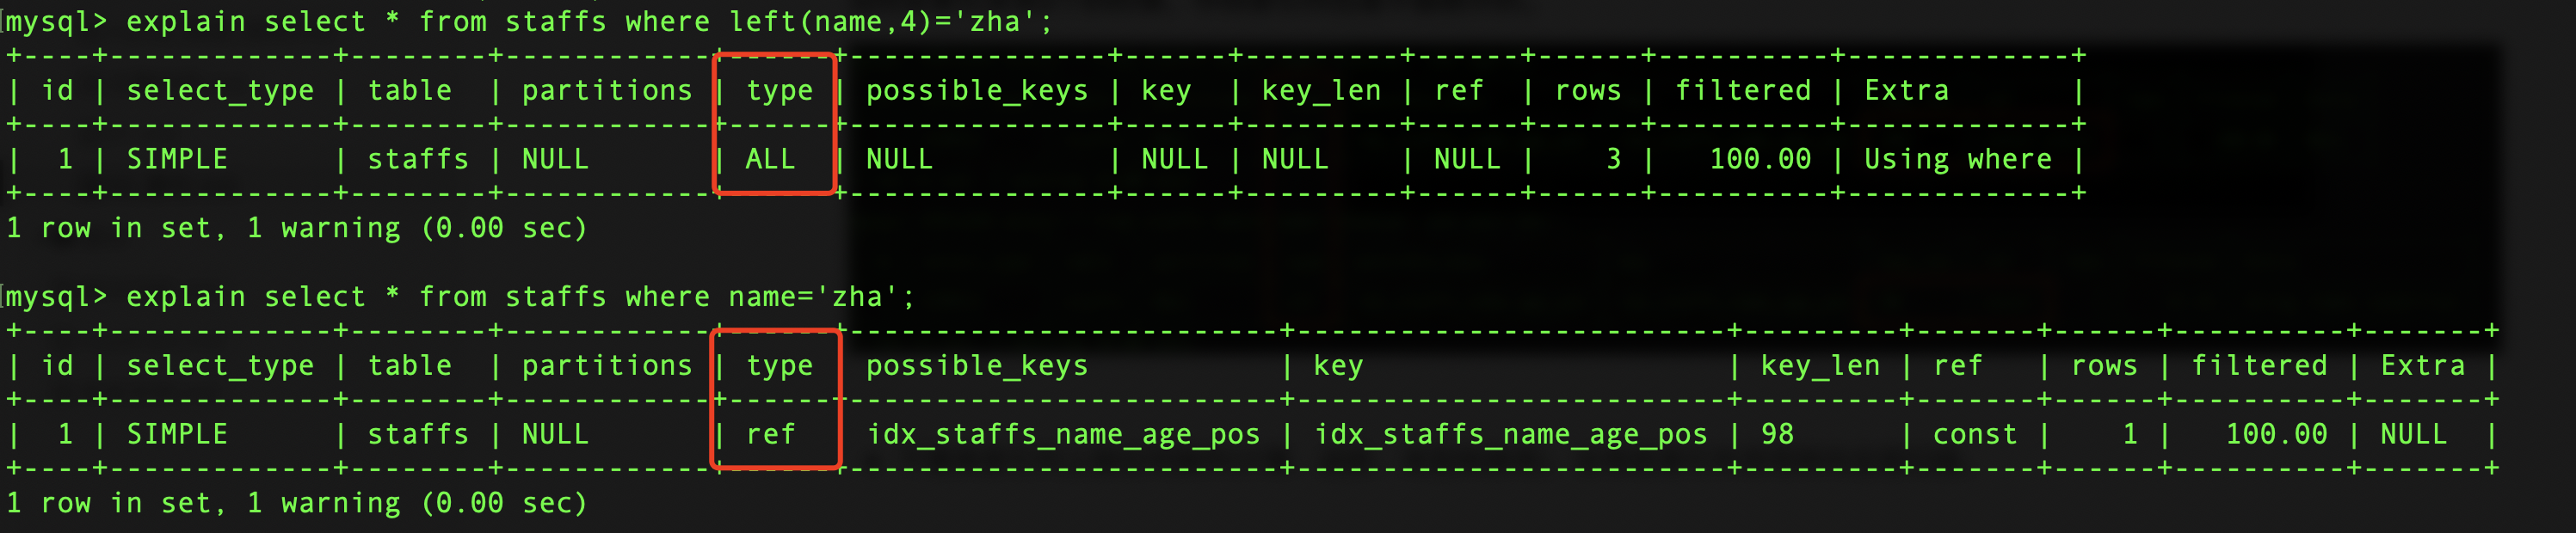 mysql> explain select * from staffs where left(name,4)='zha';
+----+-------------+--------+------------+------+---------------+------+---------+------+------+----------+-------------+
| id | select_type | table  | partitions | type | possible_keys | key  | key_len | ref  | rows | filtered | Extra       |
+----+-------------+--------+------------+------+---------------+------+---------+------+------+----------+-------------+
|  1 | SIMPLE      | staffs | NULL       | ALL  | NULL          | NULL | NULL    | NULL |    3 |   100.00 | Using where |
+----+-------------+--------+------------+------+---------------+------+---------+------+------+----------+-------------+
1 row in set, 1 warning (0.00 sec)
mysql> explain select * from staffs where name='zha';
+----+-------------+--------+------------+------+-------------------------+-------------------------+---------+-------+------+----------+-------+
| id | select_type | table  | partitions | type | possible_keys           | key                     | key_len | ref   | rows | filtered | Extra |
+----+-------------+--------+------------+------+-------------------------+-------------------------+---------+-------+------+----------+-------+
|  1 | SIMPLE      | staffs | NULL       | ref  | idx_staffs_name_age_pos | idx_staffs_name_age_pos | 98      | const |    1 |   100.00 | NULL  |
+----+-------------+--------+------------+------+-------------------------+-------------------------+---------+-------+------+----------+-------+
1 row in set, 1 warning (0.00 sec)